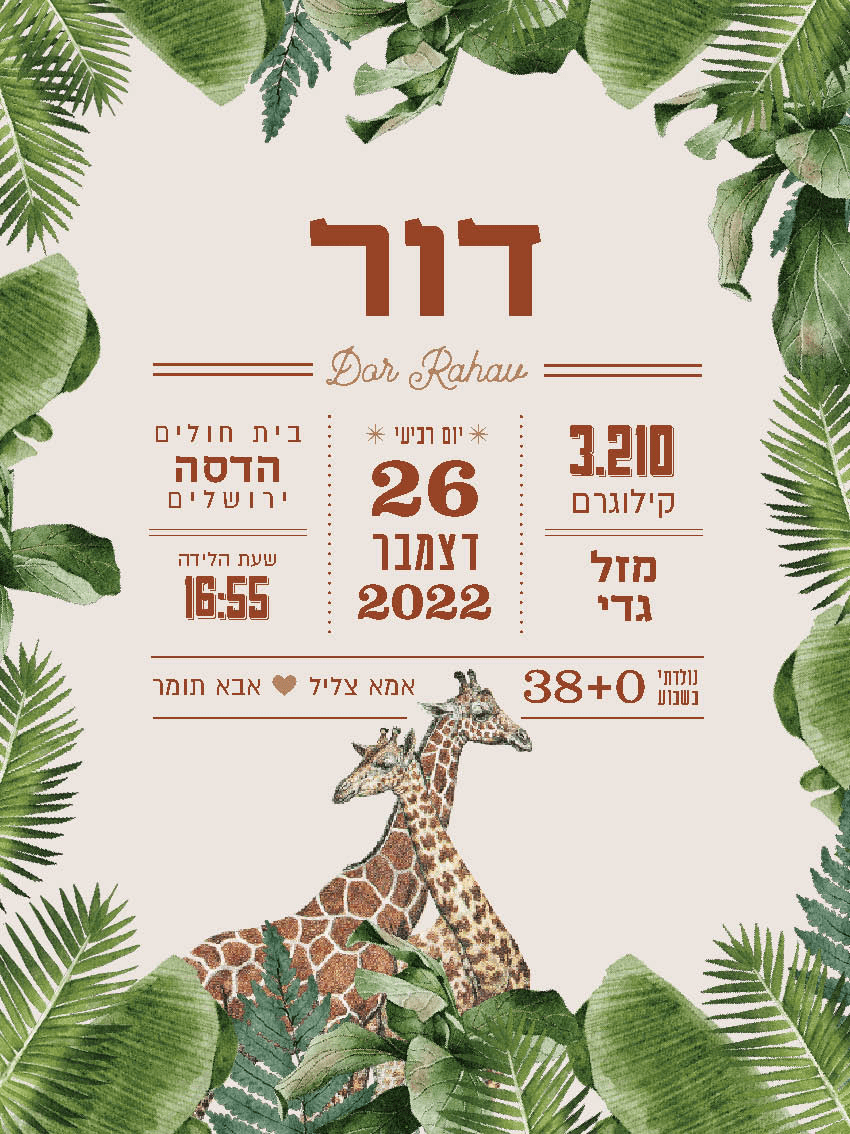 דור
Dor Rahav
3.210
קילוגרם
מזל
גדי
יום רביעי
26
דצמבר
2022
בית חולים
הדסה
ירושלים
שעת הלידה
16:55
נולדתי
בשבוע
38+0
אמא צליל ♥ אבא תומר